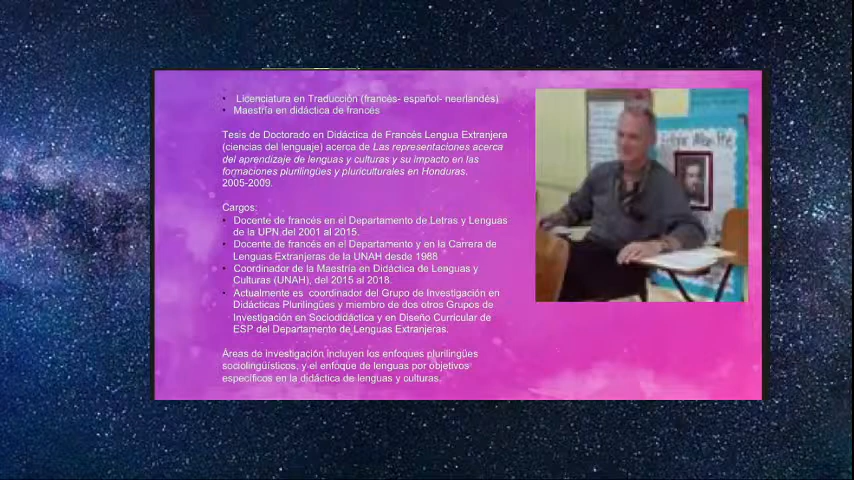 • Licenciatura en Traducción (francés- español- neerlandés)
• Maestría en didáctica de francés
Tesis de Doctorado en Didáctica de Francés Lengua Extranjera
(ciencias del lenguaje) acerca de Las representaciones acerca
del aprendizaje de lenguas y culturas y su impacto en las
formaciones plurilingües y pluriculturales en Honduras.
2005-2009.
Cargos:
• Docente de francés en el Departamento de Letras y Lenguas
de la UPN del 2001 al 2015.
• Docente de francés en el Departamento y en la Carrera de
Lenguas Extranjeras de la UNAH desde 1988
• Coordinador de la Maestría en Didáctica de Lenguas y
Culturas (UNAH), del 2015 al 2018.
• Actualmente es coordinador del Grupo de Investigación en
Didácticas Plurilingües y miembro de dos otros Grupos de
Investigación en Sociodidáctica y en Diseño Curricular de
ESP del Departamento de Lenguas Extranjeras.
Áreas de investigación incluyen los enfoques plurilingües
sociolingüísticos, y el enfoque de lenguas por objetivos
específicos en la didáctica de lenguas y culturas.